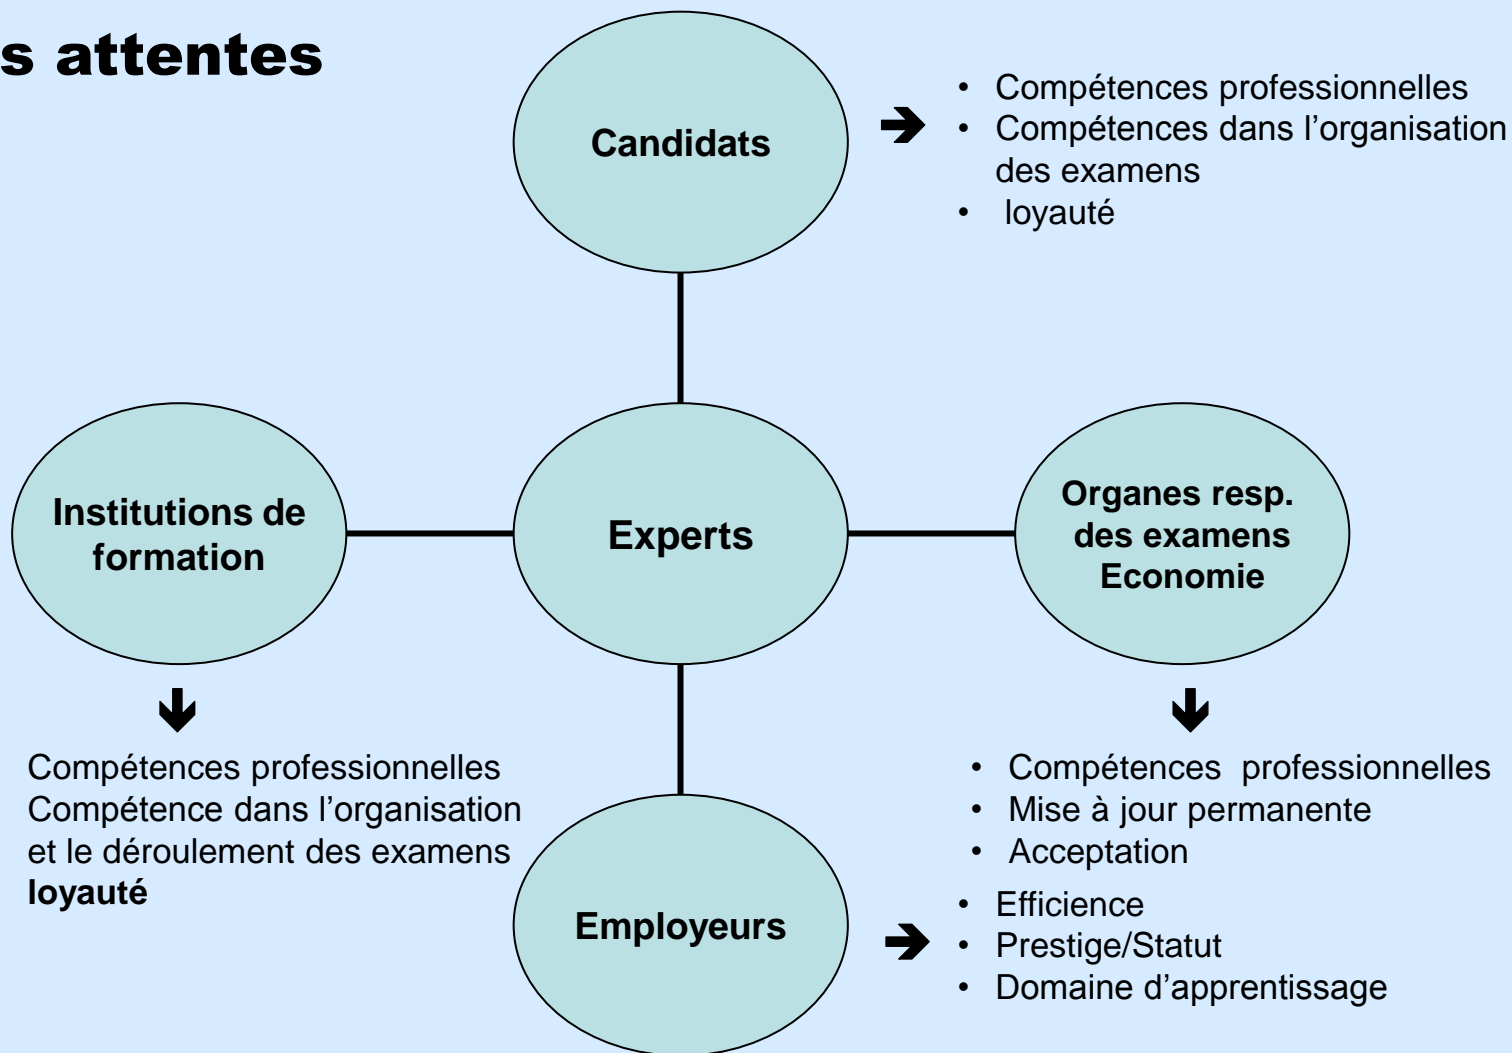 s attentes
Candidats
• Compétences professionnelles
• Compétences dans l’organisation
des examens
• loyauté
Institutions de
formation
Experts
Organes resp.
des examens
Economie
Compétences professionnelles
Compétence dans l’organisation
et le déroulement des examens
loyauté
• Compétences professionnelles
• Mise à jour permanente
• Acceptation
Employeurs
• Efficience
• Prestige/Statut
• Domaine d’apprentissage